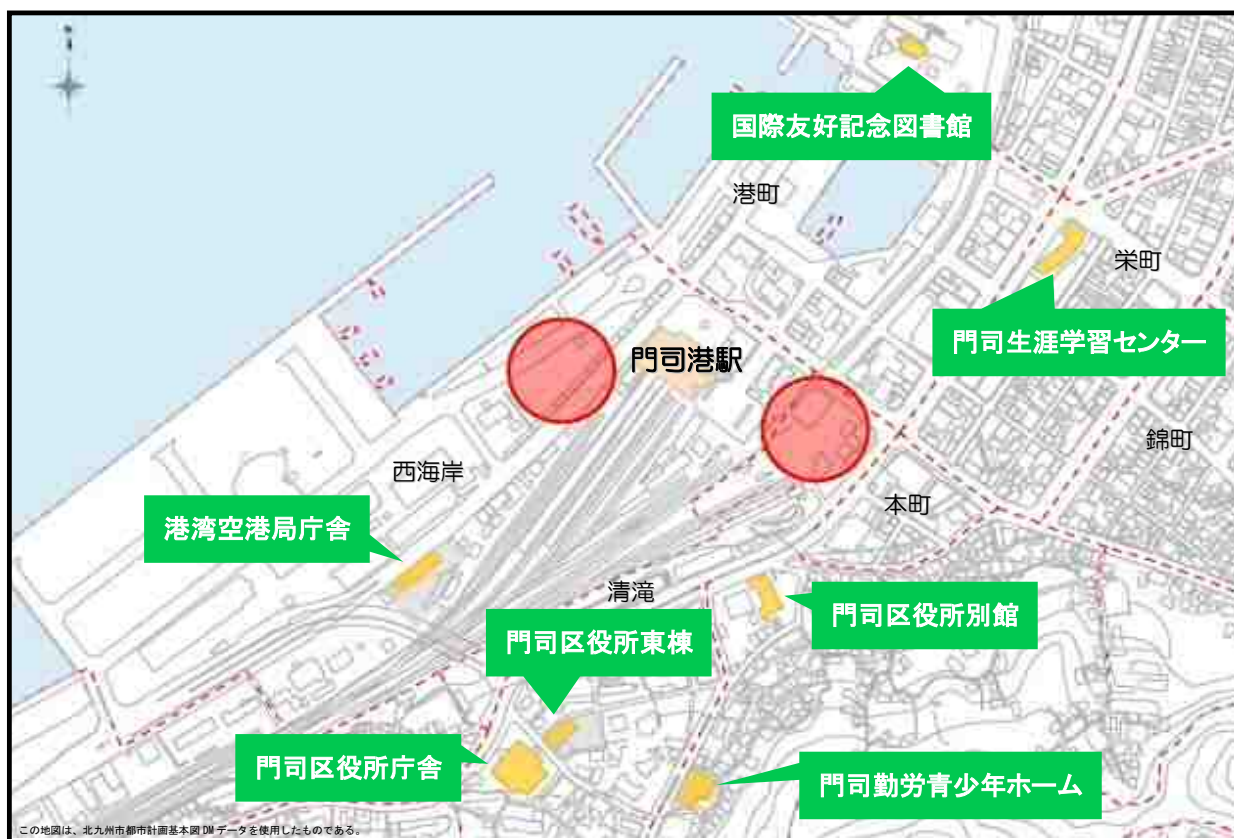 国際友好記念図書館
港町
栄町
門司生涯学習センター
門司港駅
錦町
西海岸
本町
港湾空港局庁舎
清滝
門司区役所別館
門司区役所東棟
門司区役所庁舎
門司勤労青少年ホーム
この地図は、北九州市都市計画基本図DMデータを使用したものである。